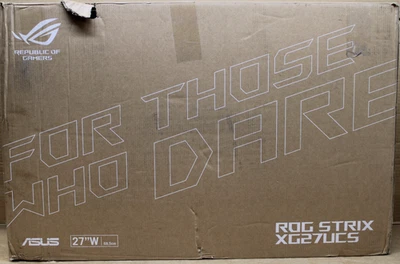 REPUBLIC OF
GAMERS
FOR THOSE
WHO DARE
ASUS
27"W
ROG STRIX
XG27UCS